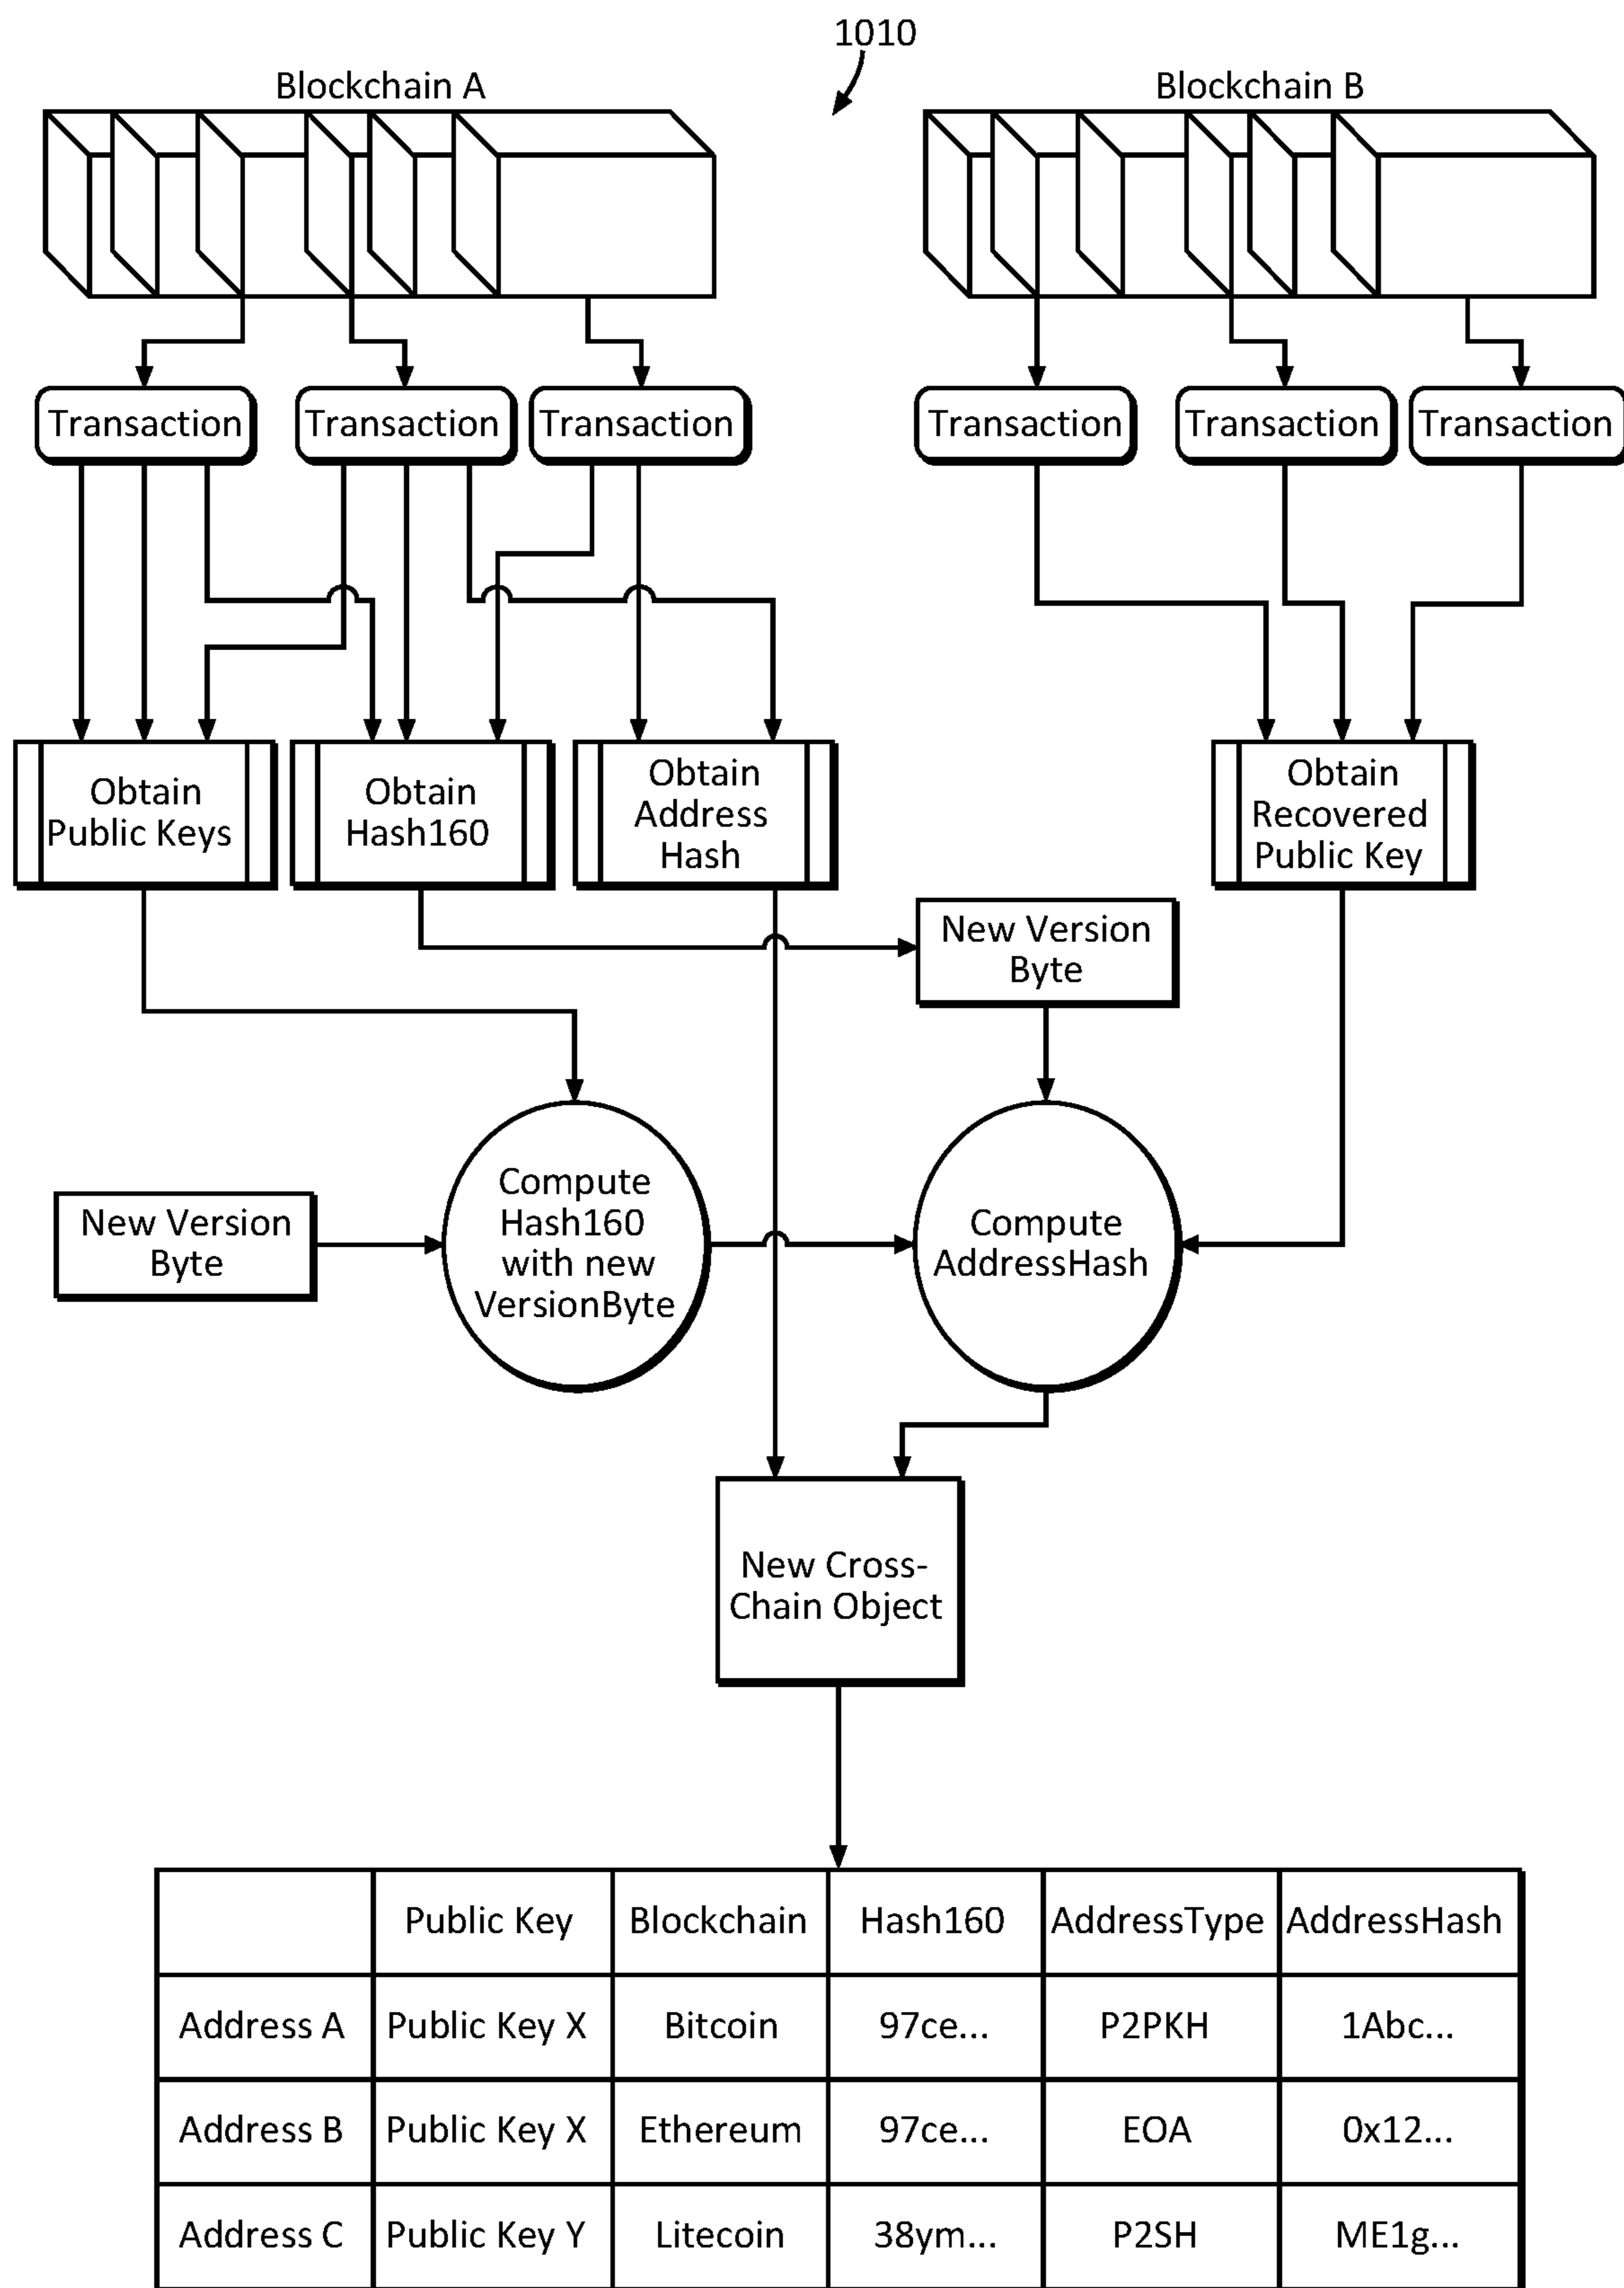 1010
Blockchain A
Blockchain B
Transaction
Transaction
Transaction
Transaction
Transaction
Transaction
Obtain
Public Keys
Obtain
Hash160
Obtain
Address
Hash
Obtain
Recovered
Public Key
New Version
Byte
New Version
Byte
Compute
Hash160
with new
VersionByte
Compute
AddressHash
New Cross-
Chain Object
Public Key Blockchain Hash160 AddressType AddressHash
Address A Public Key X Bitcoin 97ce... P2PKH 1Abc...
Address B Public Key X Ethereum 97ce... EOA 0x12...
Address C Public Key Y Litecoin 38ym... P2SH ME1g...